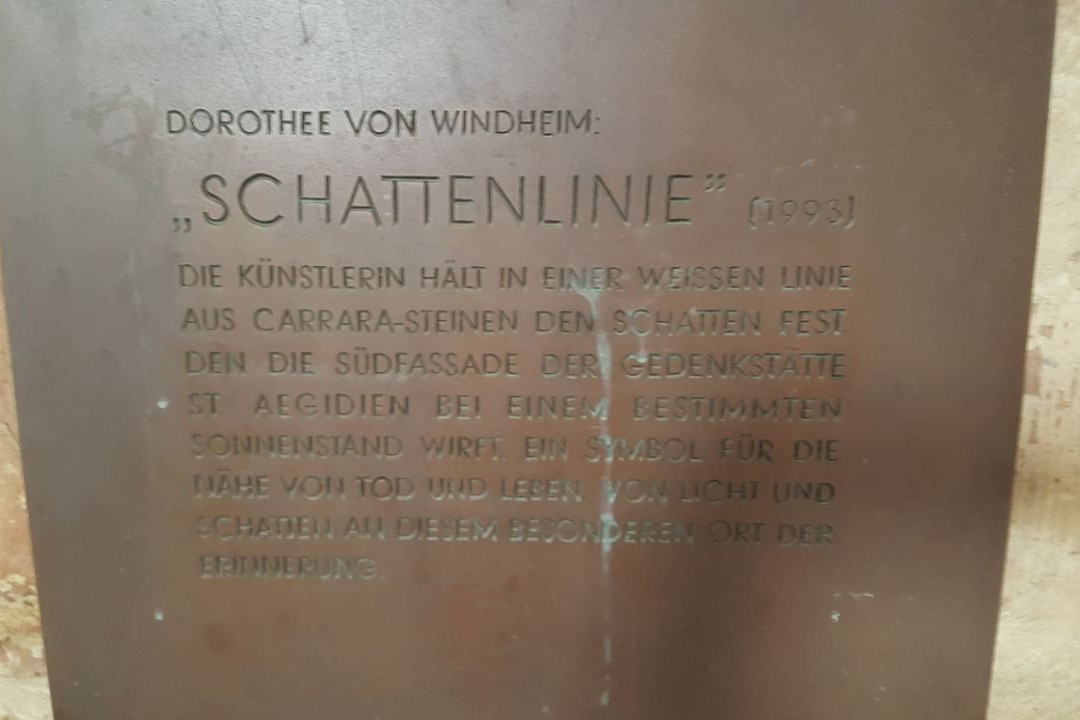 DOROTHEE VON WINDHEIM:
„SCHATTENLINIE“ (1993)
DIE KÜNSTLERIN HÄLT IN EINER WEISSEN LINIE
AUS CARRARA-STEINEN DEN SCHATTEN FEST,
DEN DIE SÜDFASSADE DER GEDENKSTÄTTE
ST. AEGIDIEN BEI EINEM BESTIMMTEN
SONNENSTAND WIRFT. EIN SYMBOL FÜR DIE
NÄHE VON TOD UND LEBEN, VON LICHT UND
SCHATTEN AN DIESEM BESONDEREN ORT DER
ERINNERUNG.